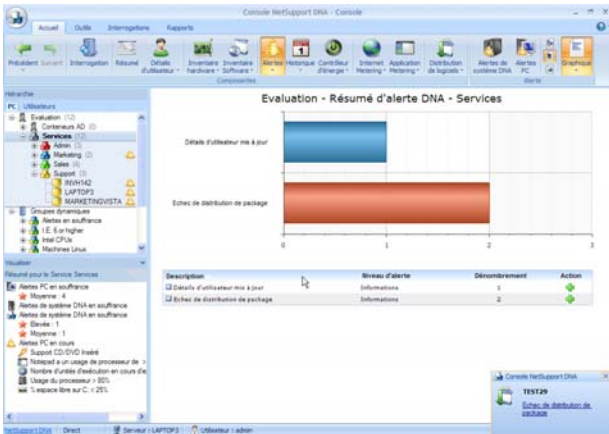 Console NetSupport DNA - Console
Accueil Outils Interrogations Rapports
Précédent Suivant Interrogation Résumé Détails d'utilisateur Inventaire hardware Inventaire Software Alertes Historique Contrôleur d'énergie Internet Metering Application Metering Distribution de logiciels Alertes de système DNA Alertes PC Graphique
Composantes Alerte
Hiérarchie
PC Utilisateurs
Evaluation (12)
Conteneurs AD (0)
Services (12)
Admin (3)
Marketing (2)
Sales (4)
Support (3)
INVH142
LAPTOP3
MARKETINGVISTA
Groupes dynamiques
Alertes en souffrance
I.E. 6 or higher
Intel CPUs
Machines Linux
Visualiser
Résumé pour le Service Services
Alertes PC en souffrance
Moyenne : 4
Alertes de système DNA en souffrance
Alertes de système DNA en souffrance
Elevée : 1
Moyenne : 1
Alertes PC en cours
Support CD/DVD Inséré
Notepad a un usage de processeur de >
Nombre d'unités d'exécution en cours d'e
Usage du processeur > 80%
% espace libre sur C: < 25%
Evaluation - Résumé d'alerte DNA - Services
Détails d'utilisateur mis à jour
Echec de distribution de package
0 1 2 3
Description Niveau d'alerte Dénombrement Action
Détails d'utilisateur mis à jour Informations 1
Echec de distribution de package Informations 2
Console NetSupport DNA
TEST29
Echec de distribution de package
NetSupport DNA Direct Serveur : LAPTOP3 Utilisateur : admin